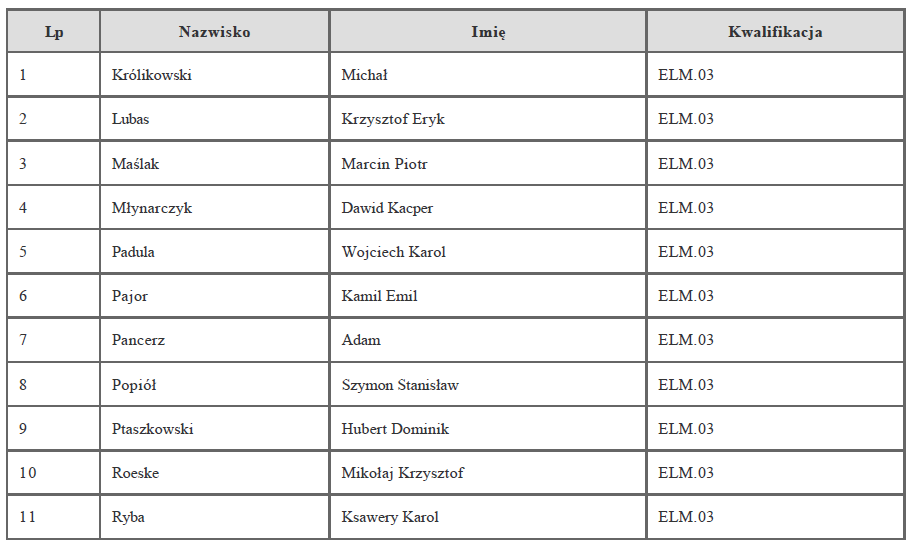 Lp Nazwisko Imię Kwalifikacja
1 Królikowski Michał ELM.03
2 Lubas Krzysztof Eryk ELM.03
3 Maślak Marcin Piotr ELM.03
4 Młynarczyk Dawid Kacper ELM.03
5 Padula Wojciech Karol ELM.03
6 Pajor Kamil Emil ELM.03
7 Pancerz Adam ELM.03
8 Popiół Szymon Stanisław ELM.03
9 Ptaszkowski Hubert Dominik ELM.03
10 Roeske Mikołaj Krzysztof ELM.03
11 Ryba Ksawery Karol ELM.03